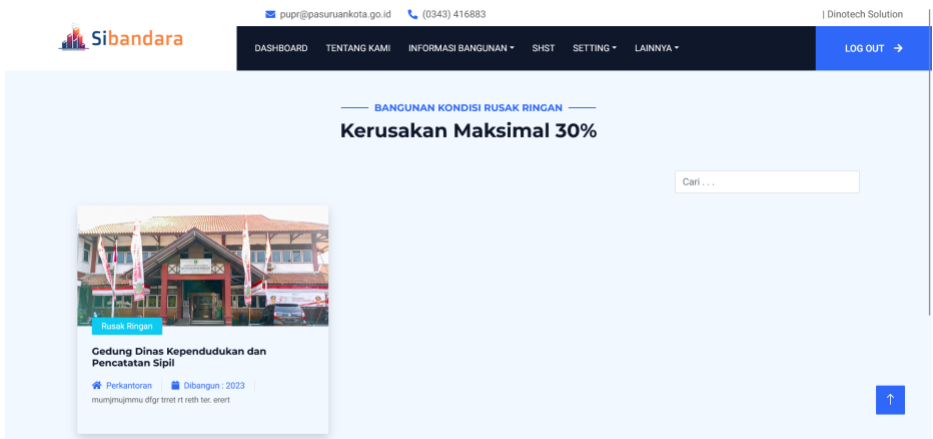 pupr@pasuruankota.go.id (0343) 416883 | Dinotech Solution
Sibandara
DASHBOARD TENTANG KAMI INFORMASI BANGUNAN SHST SETTING LAINNYA LOG OUT
BANGUNAN KONDISI RUSAK RINGAN
Kerusakan Maksimal 30%
Cari . . .
Rusak Ringan
Gedung Dinas Kependudukan dan
Pencatatan Sipil
Perkantoran Dibangun : 2023
mumjmujmmu dfgr trret rt reth ter. erert